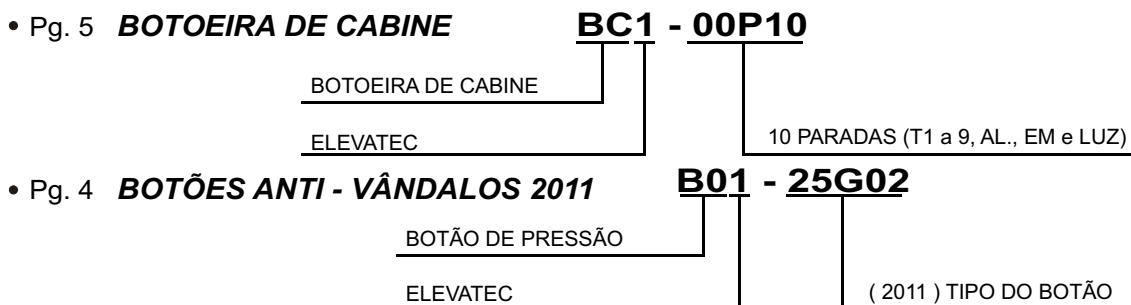 • Pg. 5 BOTOEIRA DE CABINE BC1 - 00P10
BOTOEIRA DE CABINE
ELEVATEC 10 PARADAS (T1 a 9, AL., EM e LUZ)
• Pg. 4 BOTÕES ANTI - VÂNDALOS 2011 B01 - 25G02
BOTÃO DE PRESSÃO
ELEVATEC ( 2011 ) TIPO DO BOTÃO